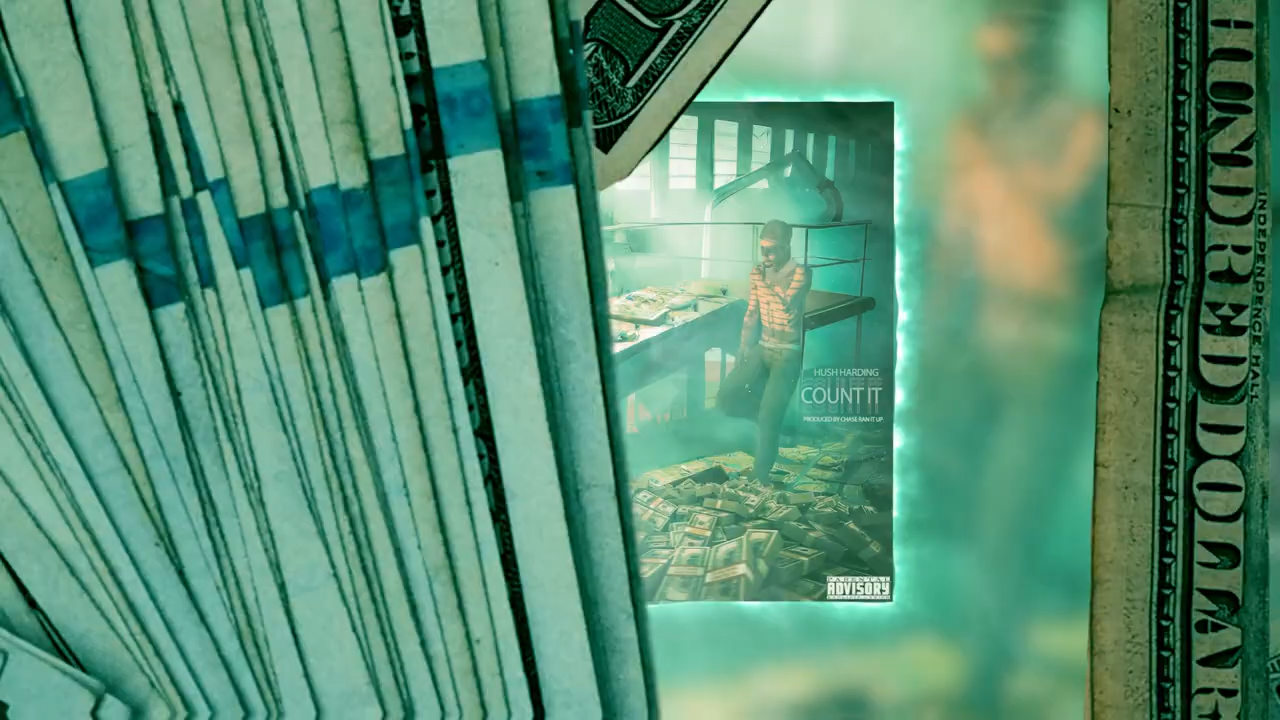 HUSH HARDING
COUNT IT
PRODUCED BY CHASE RAN IT UP
PARENTAL
ADVISORY
HUNDRED DOLLAR
INDEPENDENCE HALL